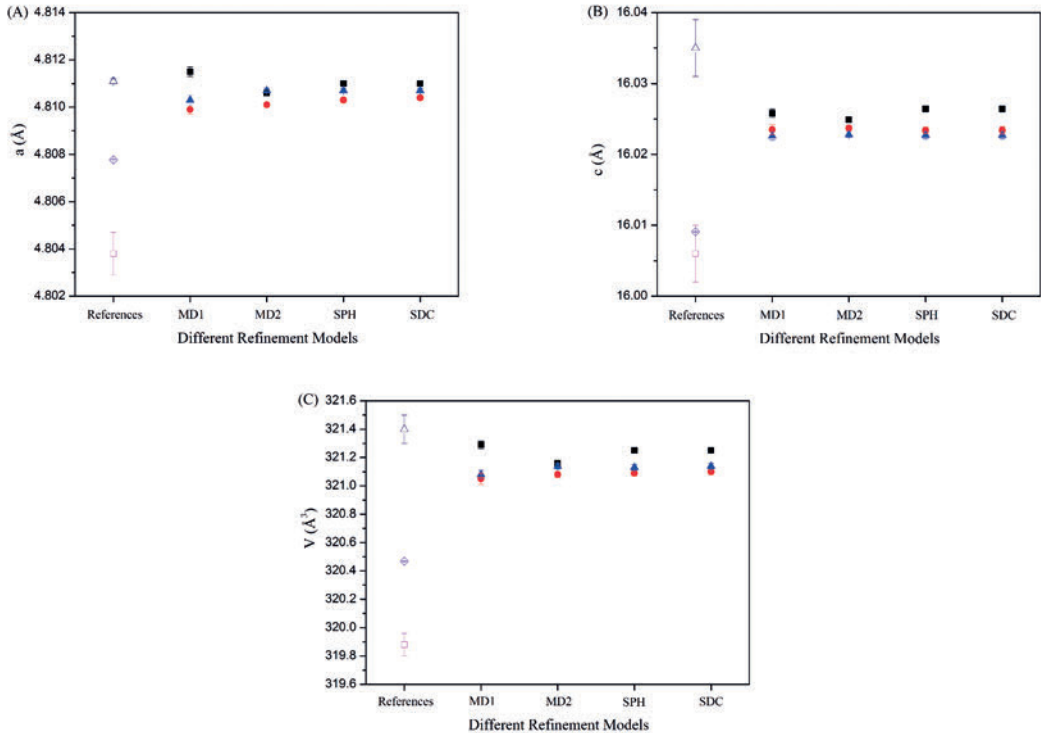 (A)
4.814
4.812
4.810
4.808
4.806
4.804
4.802
a (Å)
References MD1 MD2 SPH SDC
Different Refinement Models
(B)
16.04
16.03
16.02
16.01
16.00
c (Å)
References MD1 MD2 SPH SDC
Different Refinement Models
(C)
321.6
321.4
321.2
321.0
320.8
320.6
320.4
320.2
320.0
319.8
319.6
V (Å³)
References MD1 MD2 SPH SDC
Different Refinement Models